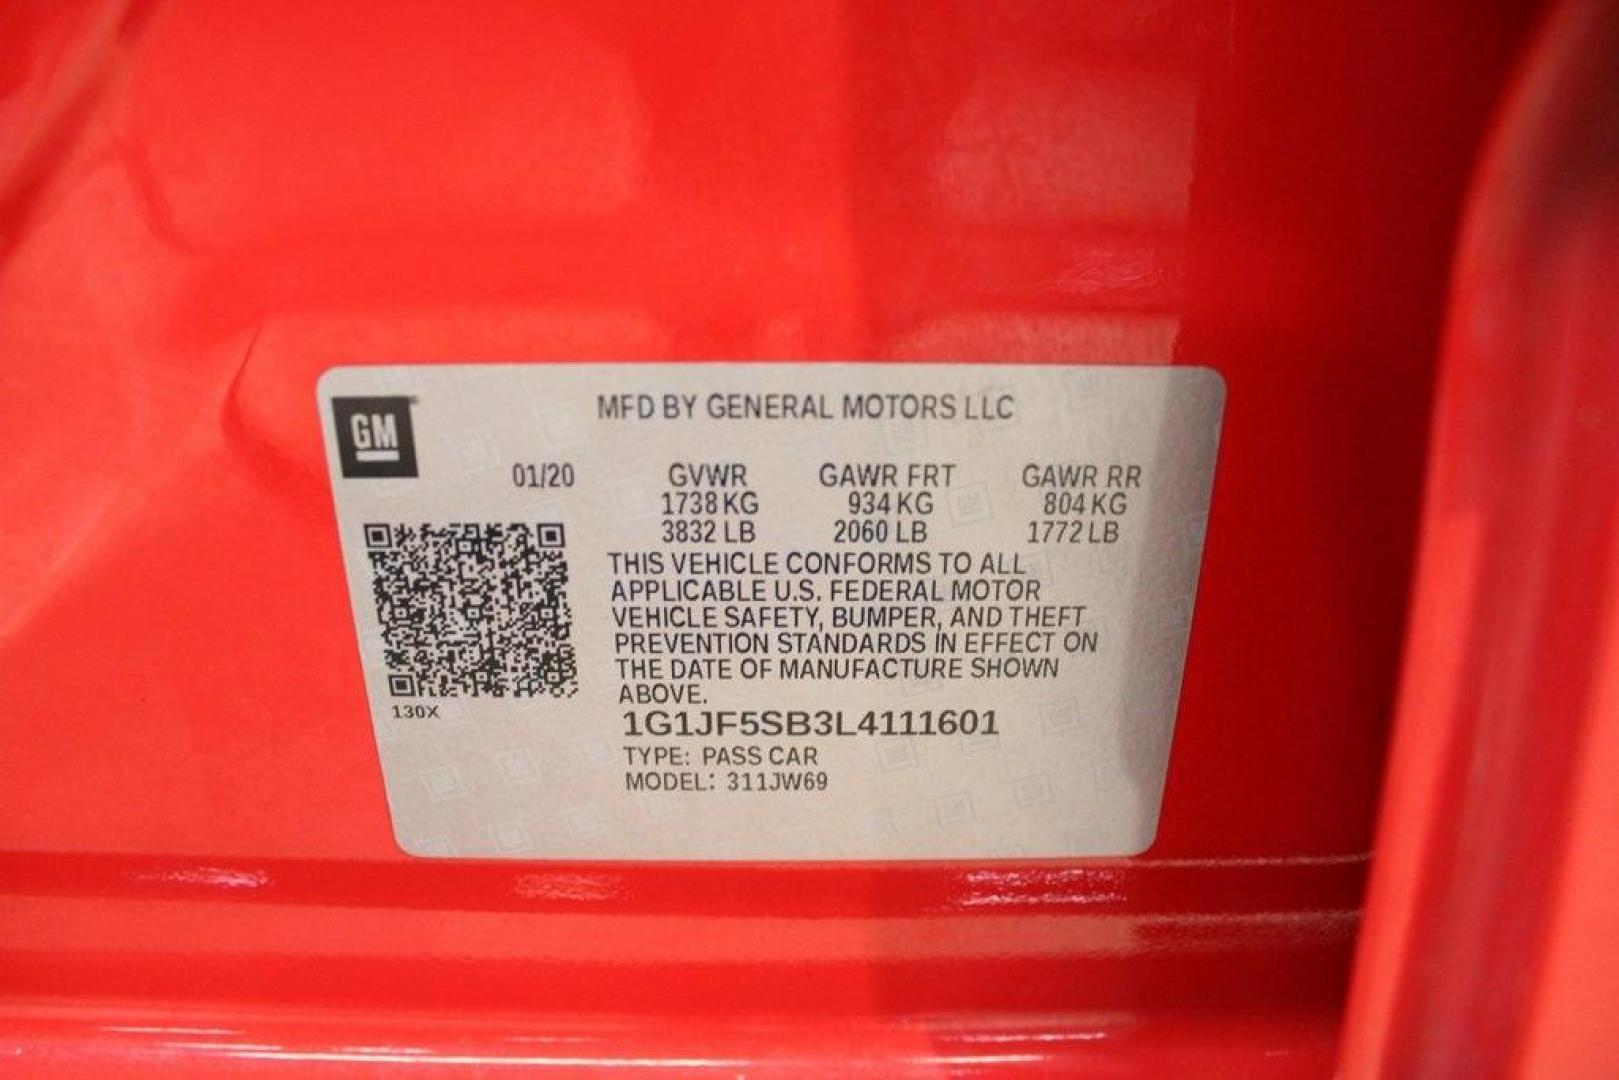 GM
MFD BY GENERAL MOTORS LLC
01/20 GVWR GAWR FRT GAWR RR
1738 KG 934 KG 804 KG
3832 LB 2060 LB 1772 LB
THIS VEHICLE CONFORMS TO ALL
APPLICABLE U.S. FEDERAL MOTOR
VEHICLE SAFETY, BUMPER, AND THEFT
PREVENTION STANDARDS IN EFFECT ON
THE DATE OF MANUFACTURE SHOWN
ABOVE.
130X
1G1JF5SB3L4111601
TYPE: PASS CAR
MODEL: 311JW69